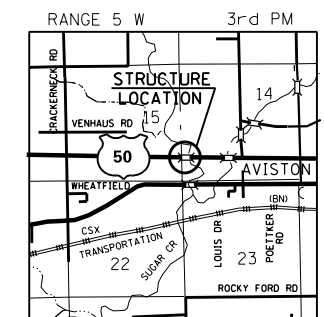 RANGE 5 W
3rd PM
CRACKERNECK RD
STRUCTURE
LOCATION
14
VENHAUS RD
15
50
AVISTON
WHEATFIELD
(BN)
CSX
TRANSPORTATION
LOUIS DR
POETTKER
RD
22
SUGAR CR
23
ROCKY FORD RD